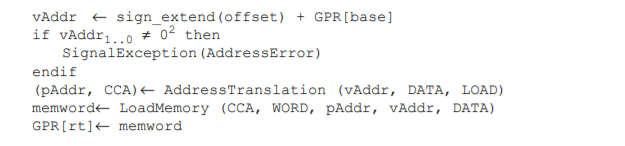 vAddr ← sign_extend(offset) + GPR[base]
if vAddr₁..₀ ≠ 0² then
SignalException(AddressError)
endif
(pAddr, CCA)← AddressTranslation (vAddr, DATA, LOAD)
memword← LoadMemory (CCA, WORD, pAddr, vAddr, DATA)
GPR[rt]← memword